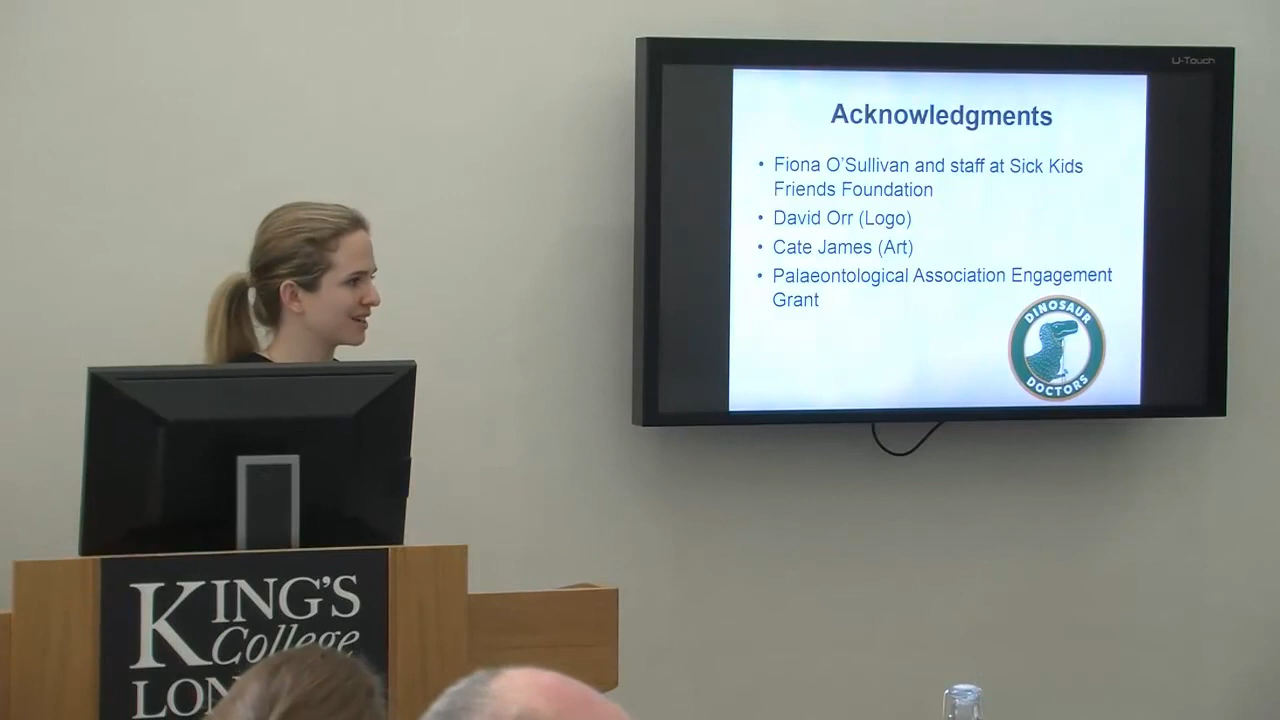 U-Touch
Acknowledgments
• Fiona O'Sullivan and staff at Sick Kids
Friends Foundation
• David Orr (Logo)
• Cate James (Art)
• Palaeontological Association Engagement
Grant
DINOSAUR
DOCTORS
KING'S
College
LON